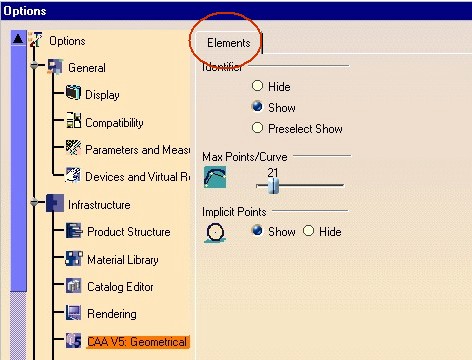 Options
Options
General
Display
Compatibility
Parameters and Measu
Devices and Virtual Re
Infrastructure
Product Structure
Material Library
Catalog Editor
Rendering
CAA V5: Geometrical
Elements
Identifier
Hide
Show
Preselect Show
Max Points/Curve
21
Implicit Points
Show Hide